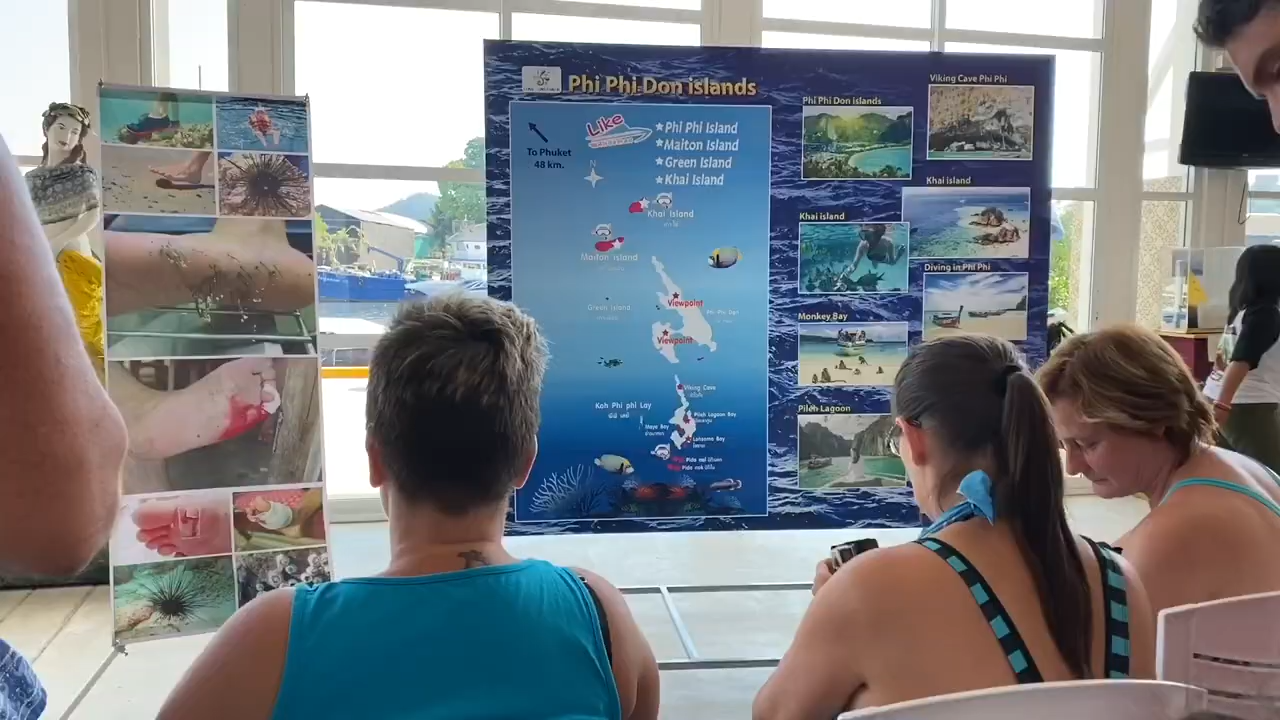 Phi Phi Don islands
To Phuket
48 km.
Like
Phi Phi Island
Maiton Island
Green Island
Khai Island
N
Khai Island
Maiton Island
Green Island
Phi Phi Don
Viewpoint
Viewpoint
Viking Cave
Koh Phi phi Lay
Pileh Lagoon Bay
Maya Bay
Lohsama Bay
Phi Phi Don islands
Viking Cave Phi Phi
Khai island
Khai island
Diving in Phi Phi
Monkey Bay
Pileh Lagoon